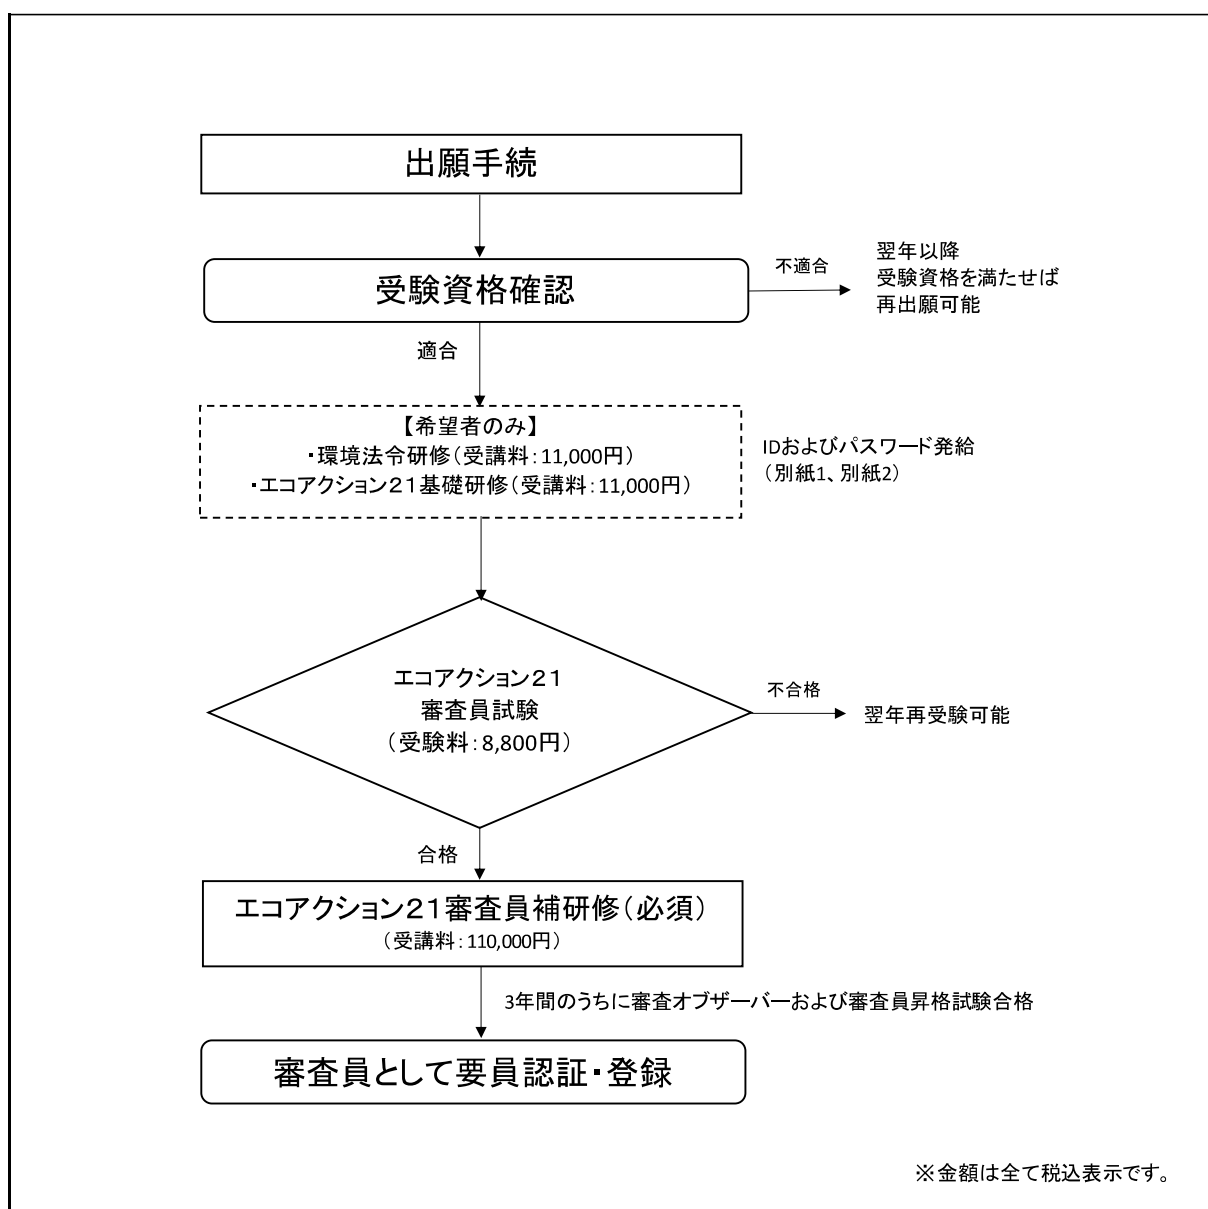 出願手続
受験資格確認
不適合
翌年以降
受験資格を満たせば
再出願可能
適合
【希望者のみ】
・環境法令研修（受講料：11,000円）
・エコアクション２１基礎研修（受講料：11,000円）
IDおよびパスワード発給
（別紙1、別紙2）
エコアクション２１
審査員試験
（受験料：8,800円）
不合格
翌年再受験可能
合格
エコアクション２１審査員補研修（必須）
（受講料：110,000円）
3年間のうちに審査オブザーバーおよび審査員昇格試験合格
審査員として要員認証・登録
※金額は全て税込表示です。